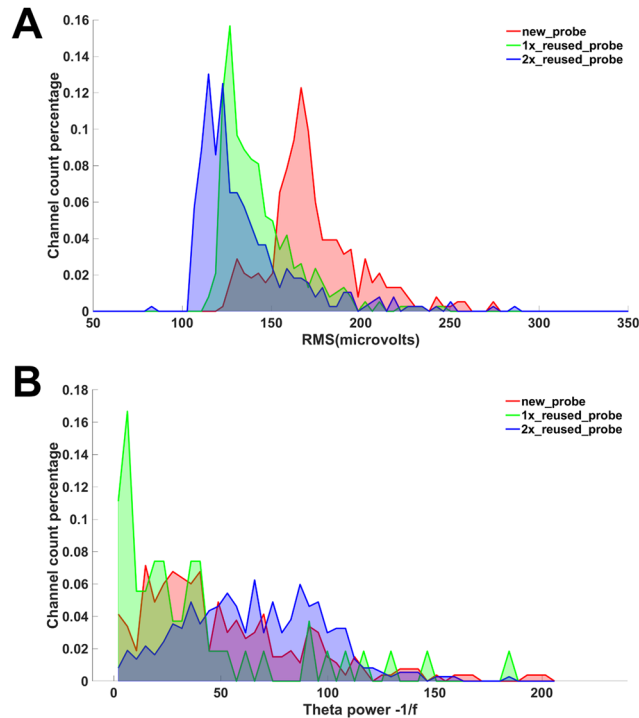 A
0.16
0.14
0.12
0.1
0.08
0.06
0.04
0.02
0
Channel count percentage
new_probe
1x_reused_probe
2x_reused_probe
50
100
150
200
250
300
350
RMS(microvolts)
B
0.18
0.16
0.14
0.12
0.1
0.08
0.06
0.04
0.02
0
Channel count percentage
new_probe
1x_reused_probe
2x_reused_probe
0
50
100
150
200
Theta power -1/f